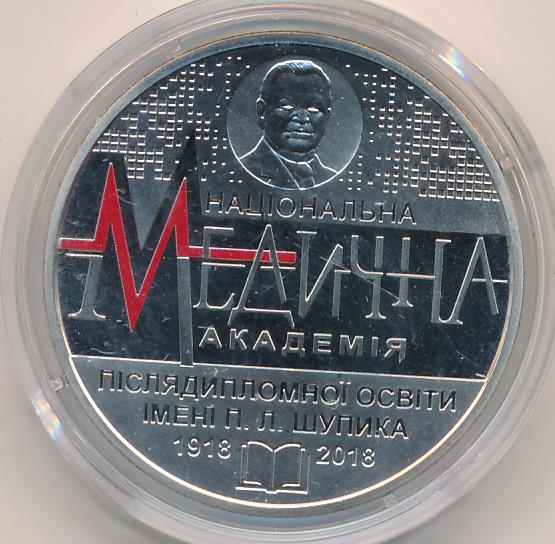 НАЦІОНАЛЬНА
МЕДИЧНА
АКАДЕМІЯ
ПІСЛЯДИПЛОМНОЇ ОСВІТИ
ІМЕНІ П. Л. ШУПИКА
1918 2018